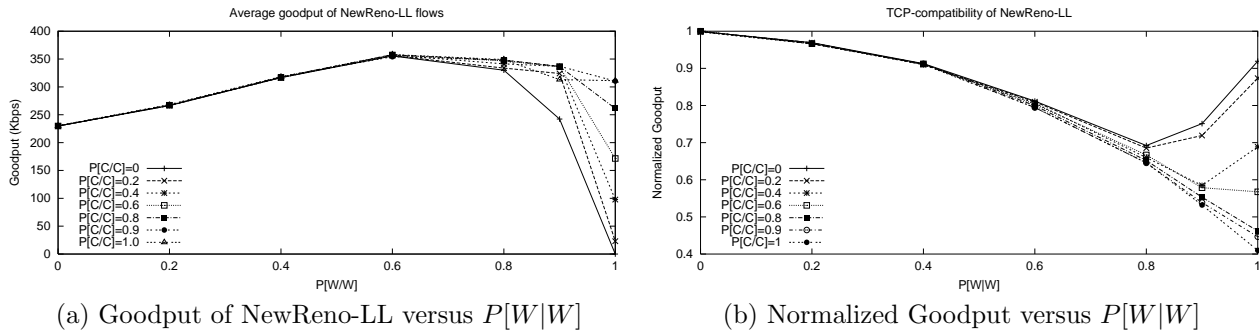 Average goodput of NewReno-LL flows
400
350
300
250
200
150
100
50
0
Goodput (Kbps)
P[C/C]=0
P[C/C]=0.2
P[C/C]=0.4
P[C/C]=0.6
P[C/C]=0.8
P[C/C]=0.9
P[C/C]=1.0
0 0.2 0.4 0.6 0.8 1
P[W/W]
(a) Goodput of NewReno-LL versus P[W|W]
TCP-compatibility of NewReno-LL
1
0.9
0.8
0.7
0.6
0.5
0.4
Normalized Goodput
P[C/C]=0
P[C/C]=0.2
P[C/C]=0.4
P[C/C]=0.6
P[C/C]=0.8
P[C/C]=0.9
P[C/C]=1
0 0.2 0.4 0.6 0.8 1
P[W|W]
(b) Normalized Goodput versus P[W|W]